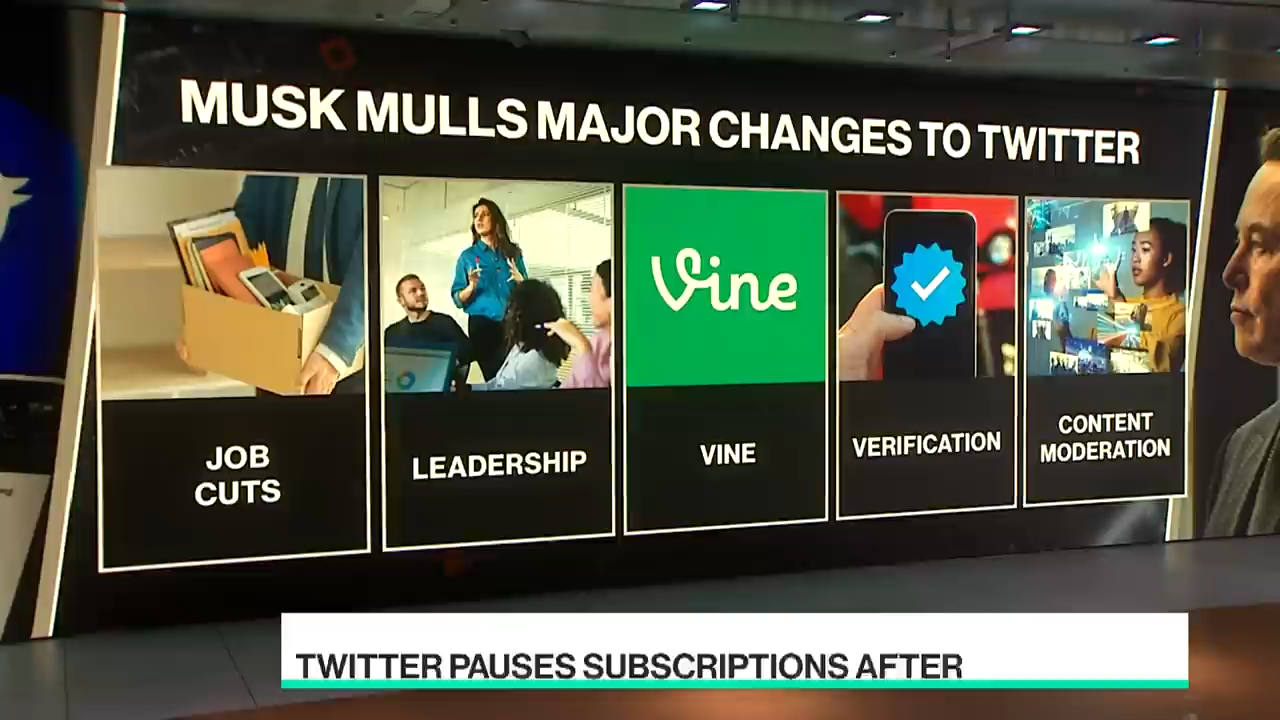 MUSK MULLS MAJOR CHANGES TO TWITTER
Vine
JOB
CUTS
LEADERSHIP
VINE
VERIFICATION
CONTENT
MODERATION
TWITTER PAUSES SUBSCRIPTIONS AFTER